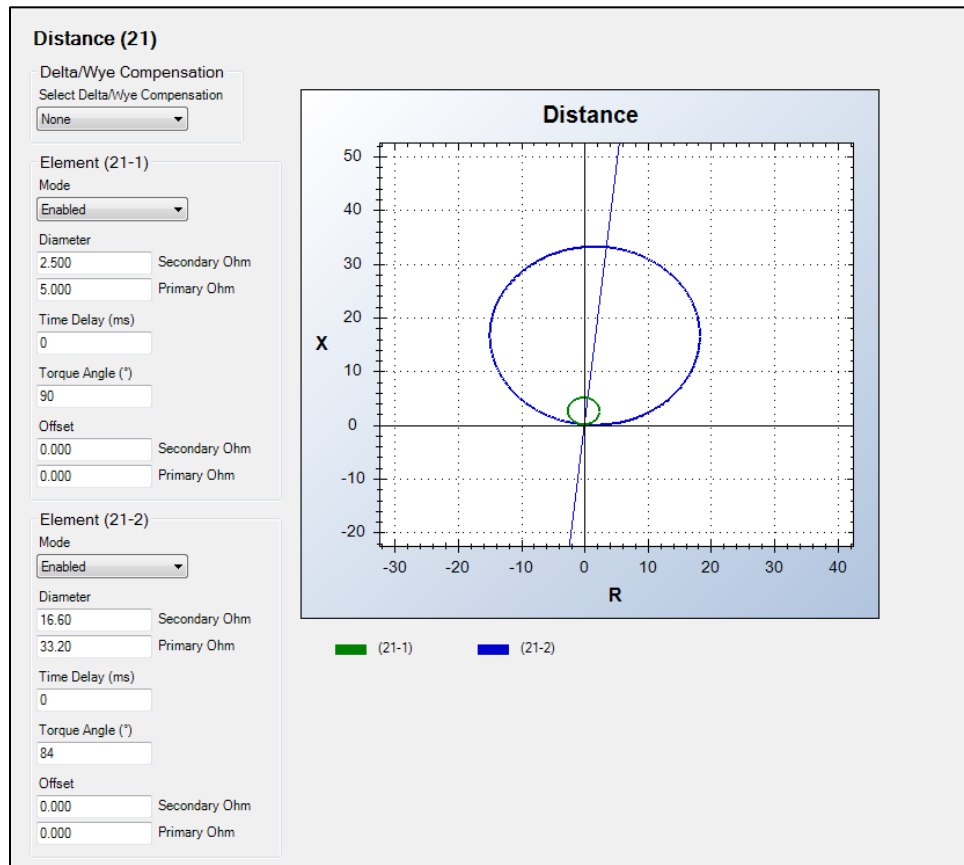 Distance (21)
Delta/Wye Compensation
Select Delta/Wye Compensation
None
Element (21-1)
Mode
Enabled
Diameter
2.500 Secondary Ohm
5.000 Primary Ohm
Time Delay (ms)
0
Torque Angle (°)
90
Offset
0.000 Secondary Ohm
0.000 Primary Ohm
Element (21-2)
Mode
Enabled
Diameter
16.60 Secondary Ohm
33.20 Primary Ohm
Time Delay (ms)
0
Torque Angle (°)
84
Offset
0.000 Secondary Ohm
0.000 Primary Ohm
Distance
50
40
30
20
10
0
-10
-20
X
-30 -20 -10 0 10 20 30 40
R
(21-1) (21-2)